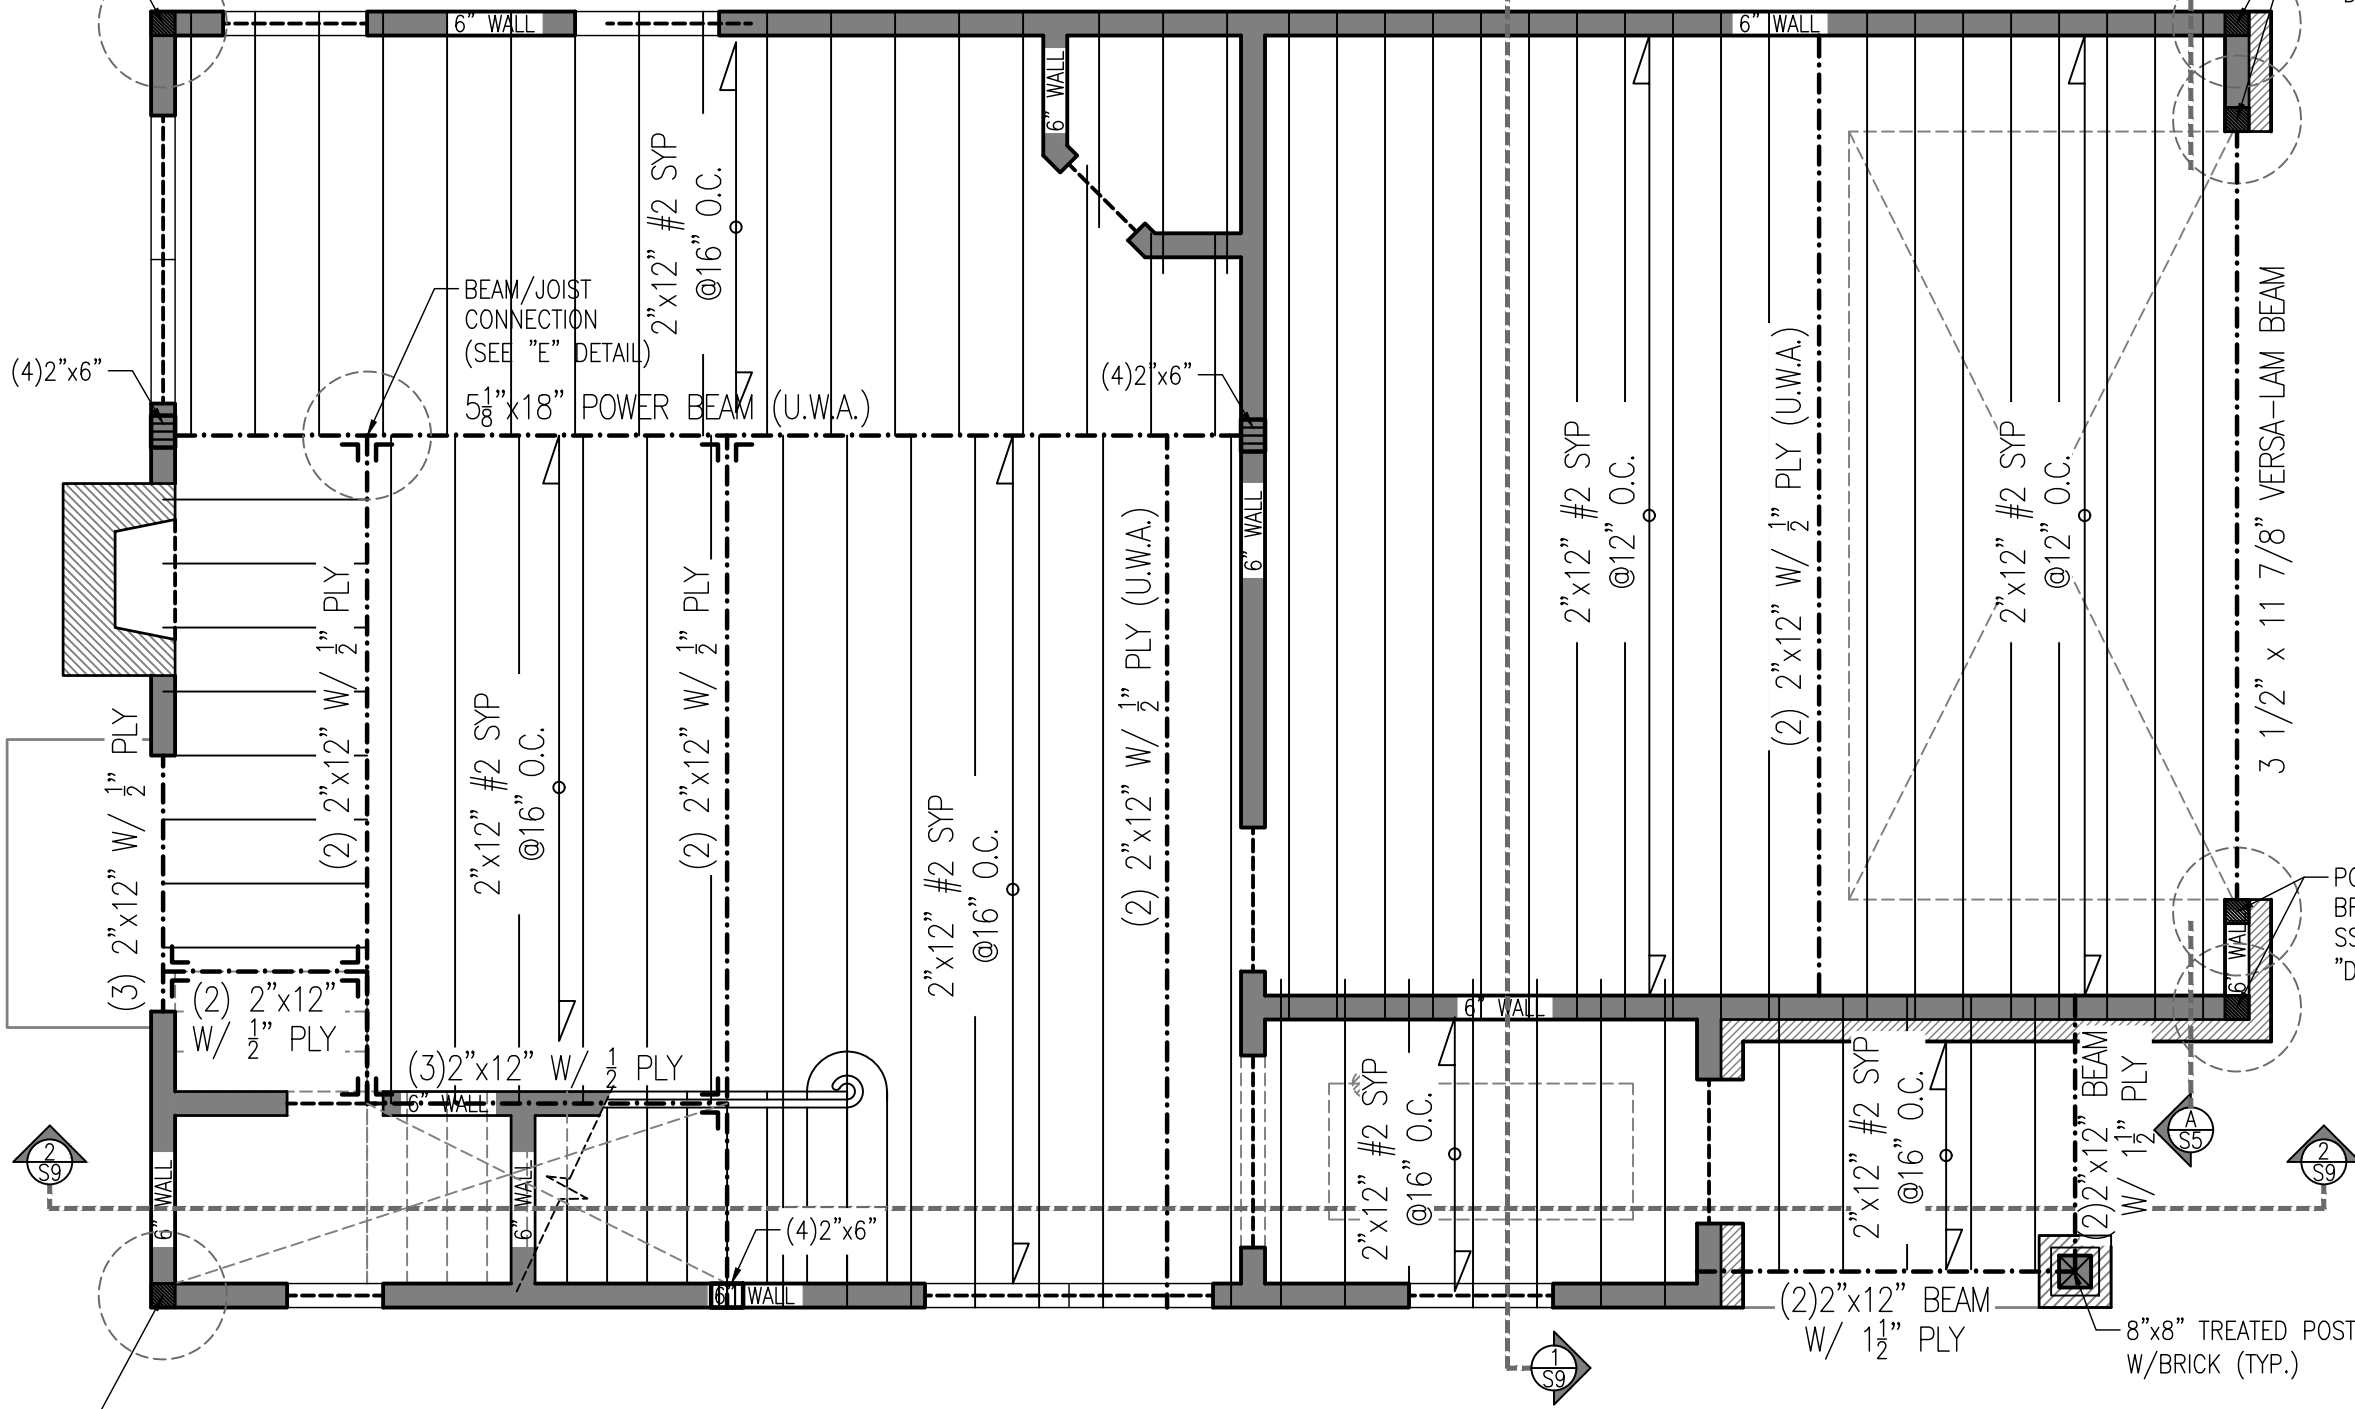 6" WALL
6" WALL
6" WALL
2"x12" #2 SYP
@16" O.C.
BEAM/JOIST
CONNECTION
(SEE "E" DETAIL)
(4)2"x6"
(4)2"x6"
5 1/8"x18" POWER BEAM (U.W.A.)
6" WALL
2"x12" #2 SYP
@12" O.C.
(2) 2"x12" W/ 1/2" PLY (U.W.A.)
2"x12" #2 SYP
@12" O.C.
3 1/2" x 11 7/8" VERSA-LAM BEAM
(3) 2"x12" W/ 1/2" PLY
(2) 2"x12" W/ 1/2" PLY
2"x12" #2 SYP
@16" O.C.
(2) 2"x12" W/ 1/2" PLY
2"x12" #2 SYP
@16" O.C.
(2) 2"x12" W/ 1/2" PLY (U.W.A.)
6" WALL
(2) 2"x12"
W/ 1/2" PLY
(3)2"x12" W/ 1/2 PLY
6" WALL
6" WALL
2"x12" #2 SYP
@16" O.C.
2"x12" #2 SYP
@16" O.C.
(2)2"x12" BEAM
W/ 1 1/2" PLY
A
S5
2
S9
2
S9
6" WALL
6" WALL
(4)2"x6"
6" WALL
(2)2"x12" BEAM
W/ 1 1/2" PLY
8"x8" TREATED POST
W/BRICK (TYP.)
1
S9